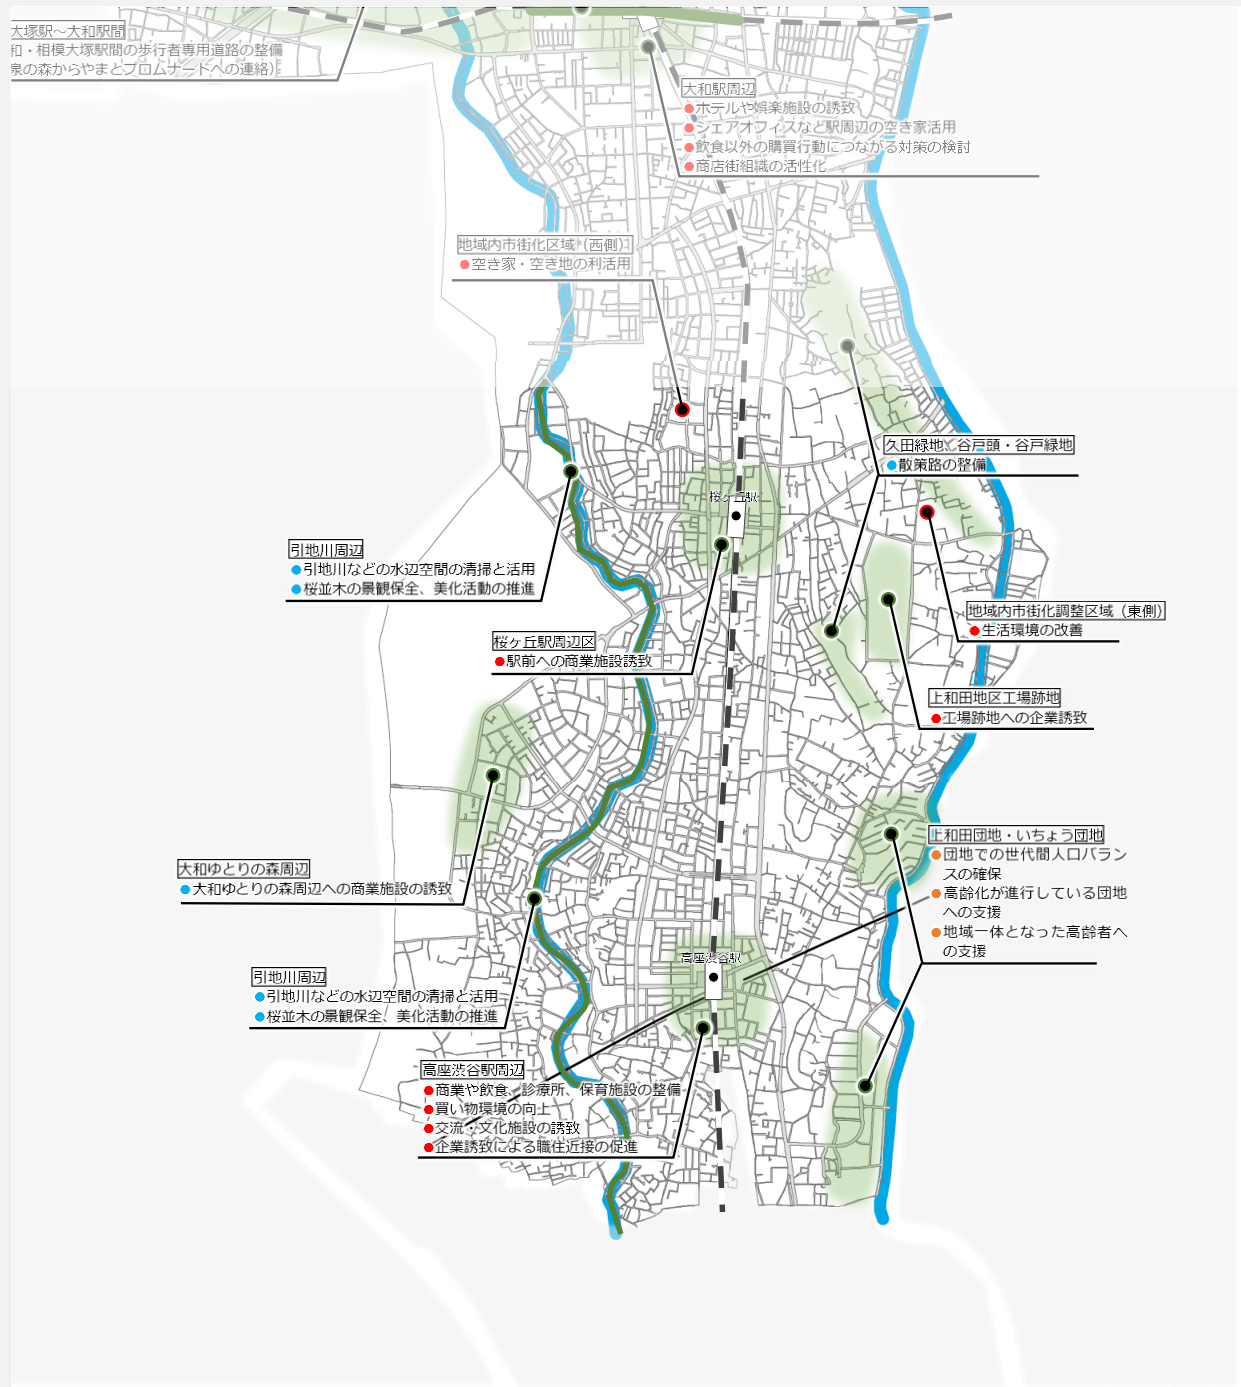 大塚駅～大和駅間
和・相模大塚駅間の歩行者専用道路の整備
泉の森からやまとプロムナードへの連絡）
大和駅周辺
ホテルや娯楽施設の誘致
シェアオフィスなど駅周辺の空き家活用
飲食以外の購買行動につながる対策の検討
商店街組織の活性化
地域内市街化区域（西側）
空き家・空き地の利活用
久田緑地、谷戸頭・谷戸緑地
散策路の整備
桜ヶ丘駅
引地川周辺
引地川などの水辺空間の清掃と活用
桜並木の景観保全、美化活動の推進
地域内市街化調整区域（東側）
生活環境の改善
桜ヶ丘駅周辺区
駅前への商業施設誘致
上和田地区工場跡地
工場跡地への企業誘致
上和田団地・いちょう団地
団地での世代間人口バラン
スの確保
高齢化が進行している団地
への支援
地域一体となった高齢者へ
の支援
大和ゆとりの森周辺
大和ゆとりの森周辺への商業施設の誘致
高座渋谷駅
引地川周辺
引地川などの水辺空間の清掃と活用
桜並木の景観保全、美化活動の推進
高座渋谷駅周辺
商業や飲食、診療所、保育施設の整備
買い物環境の向上
交流・文化施設の誘致
企業誘致による職住近接の促進